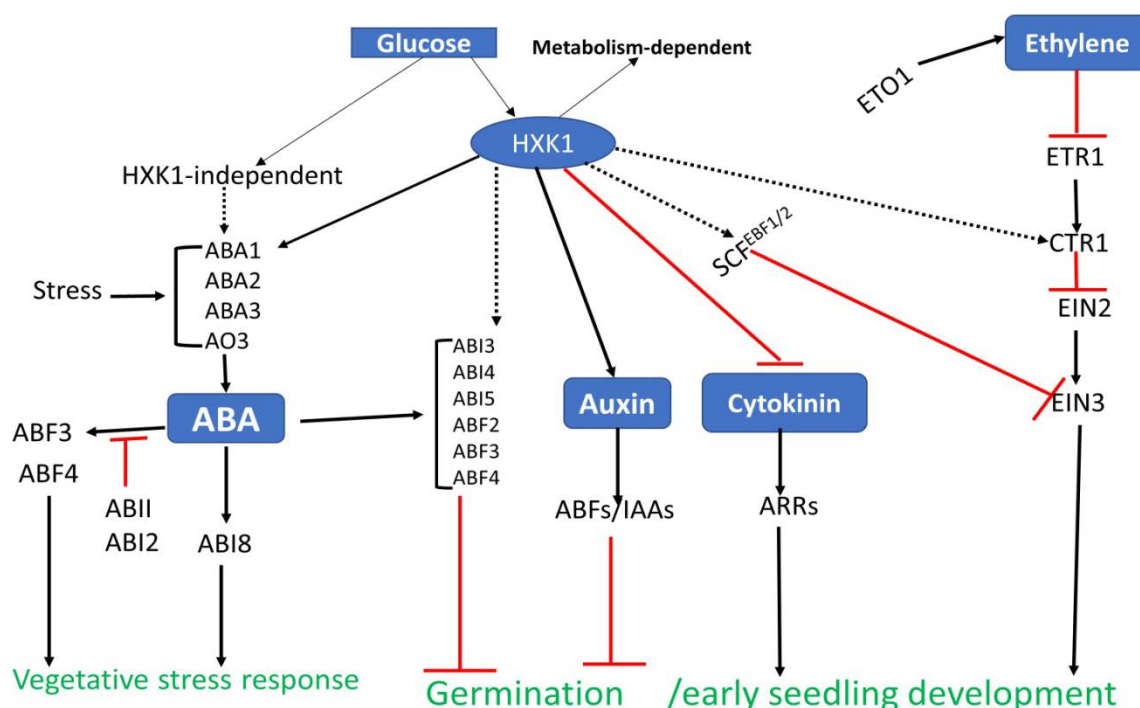 Glucose
Metabolism-dependent
Ethylene
ETO1
HXK1
ETR1
HXK1-independent
SCF^EBF1/2
CTR1
ABA1
ABA2
ABA3
AO3
Stress
EIN2
ABI3
ABI4
ABI5
ABF2
ABF3
ABF4
ABA
Auxin
Cytokinin
EIN3
ABF3
ABF4
ABII
ABI2
ABI8
ABFs/IAAs
ARRs
Vegetative stress response
Germination /early seedling development